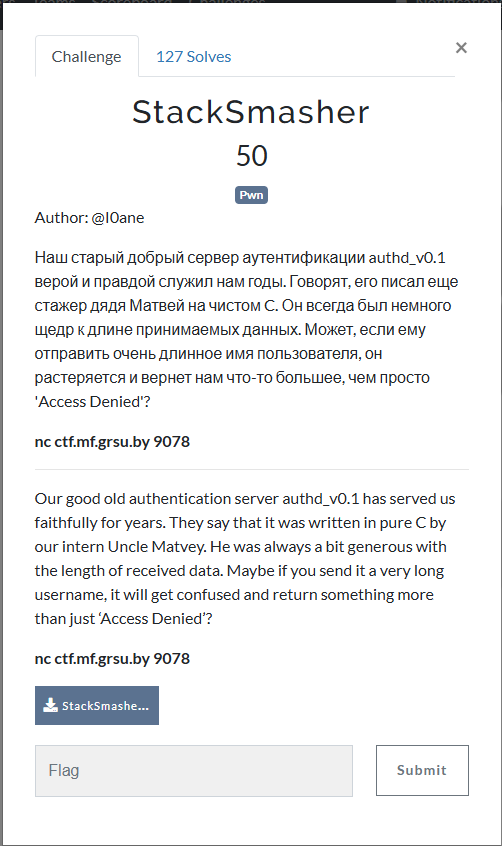 Challenge
127 Solves
×
StackSmasher
50
Pwn
Author: @l0ane
Наш старый добрый сервер аутентификации authd_v0.1
верой и правдой служил нам годы. Говорят, его писал еще
стажер дядя Матвей на чистом C. Он всегда был немного
щедр к длине принимаемых данных. Может, если ему
отправить очень длинное имя пользователя, он
растеряется и вернет нам что-то большее, чем просто
'Access Denied'?
nc ctf.mf.grsu.by 9078
Our good old authentication server authd_v0.1 has served us
faithfully for years. They say that it was written in pure C by
our intern Uncle Matvey. He was always a bit generous with
the length of received data. Maybe if you send it a very long
username, it will get confused and return something more
than just ‘Access Denied’?
nc ctf.mf.grsu.by 9078
StackSmashe...
Flag
Submit